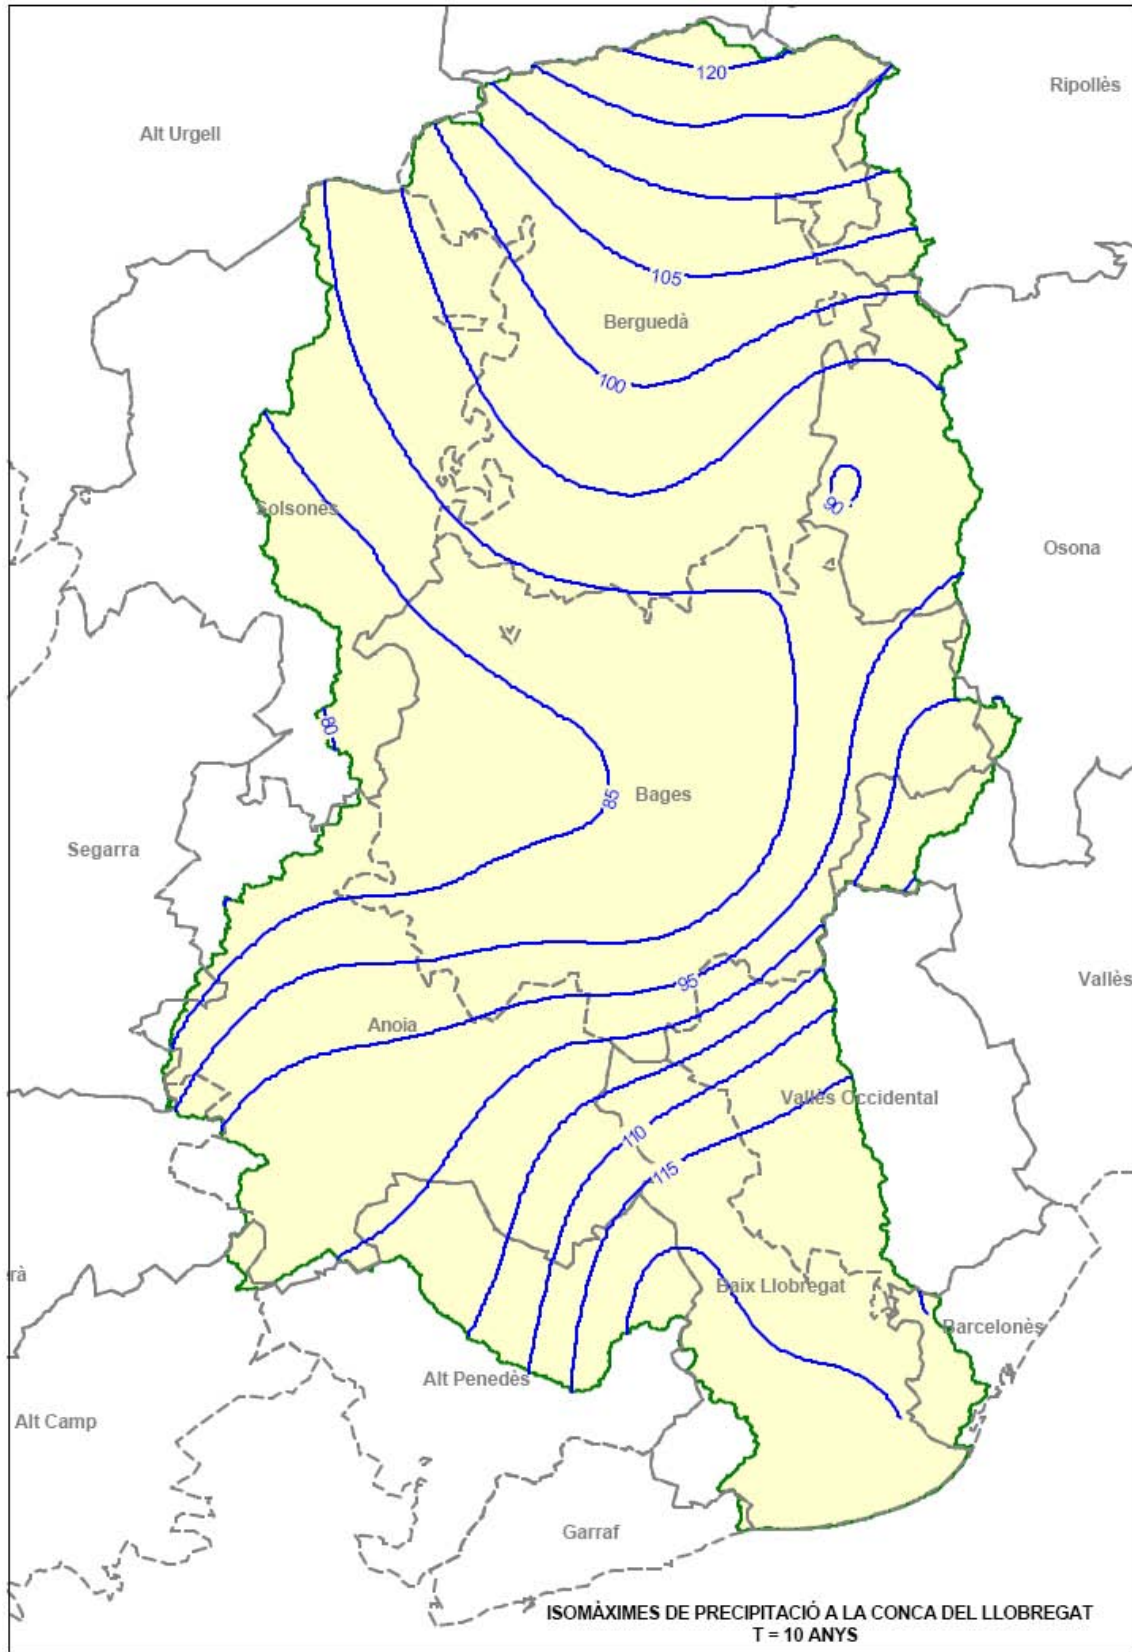 120
Ripollès
Alt Urgell
105
Berguedà
100
Solsonès
90
Osona
80
85
Bages
Segarra
95
Vallès
Anoia
Vallès Occidental
110
115
rà
Baix Llobregat
Barcelonès
Alt Penedès
Alt Camp
Garraf
ISOMÀXIMES DE PRECIPITACIÓ A LA CONCA DEL LLOBREGAT
T = 10 ANYS